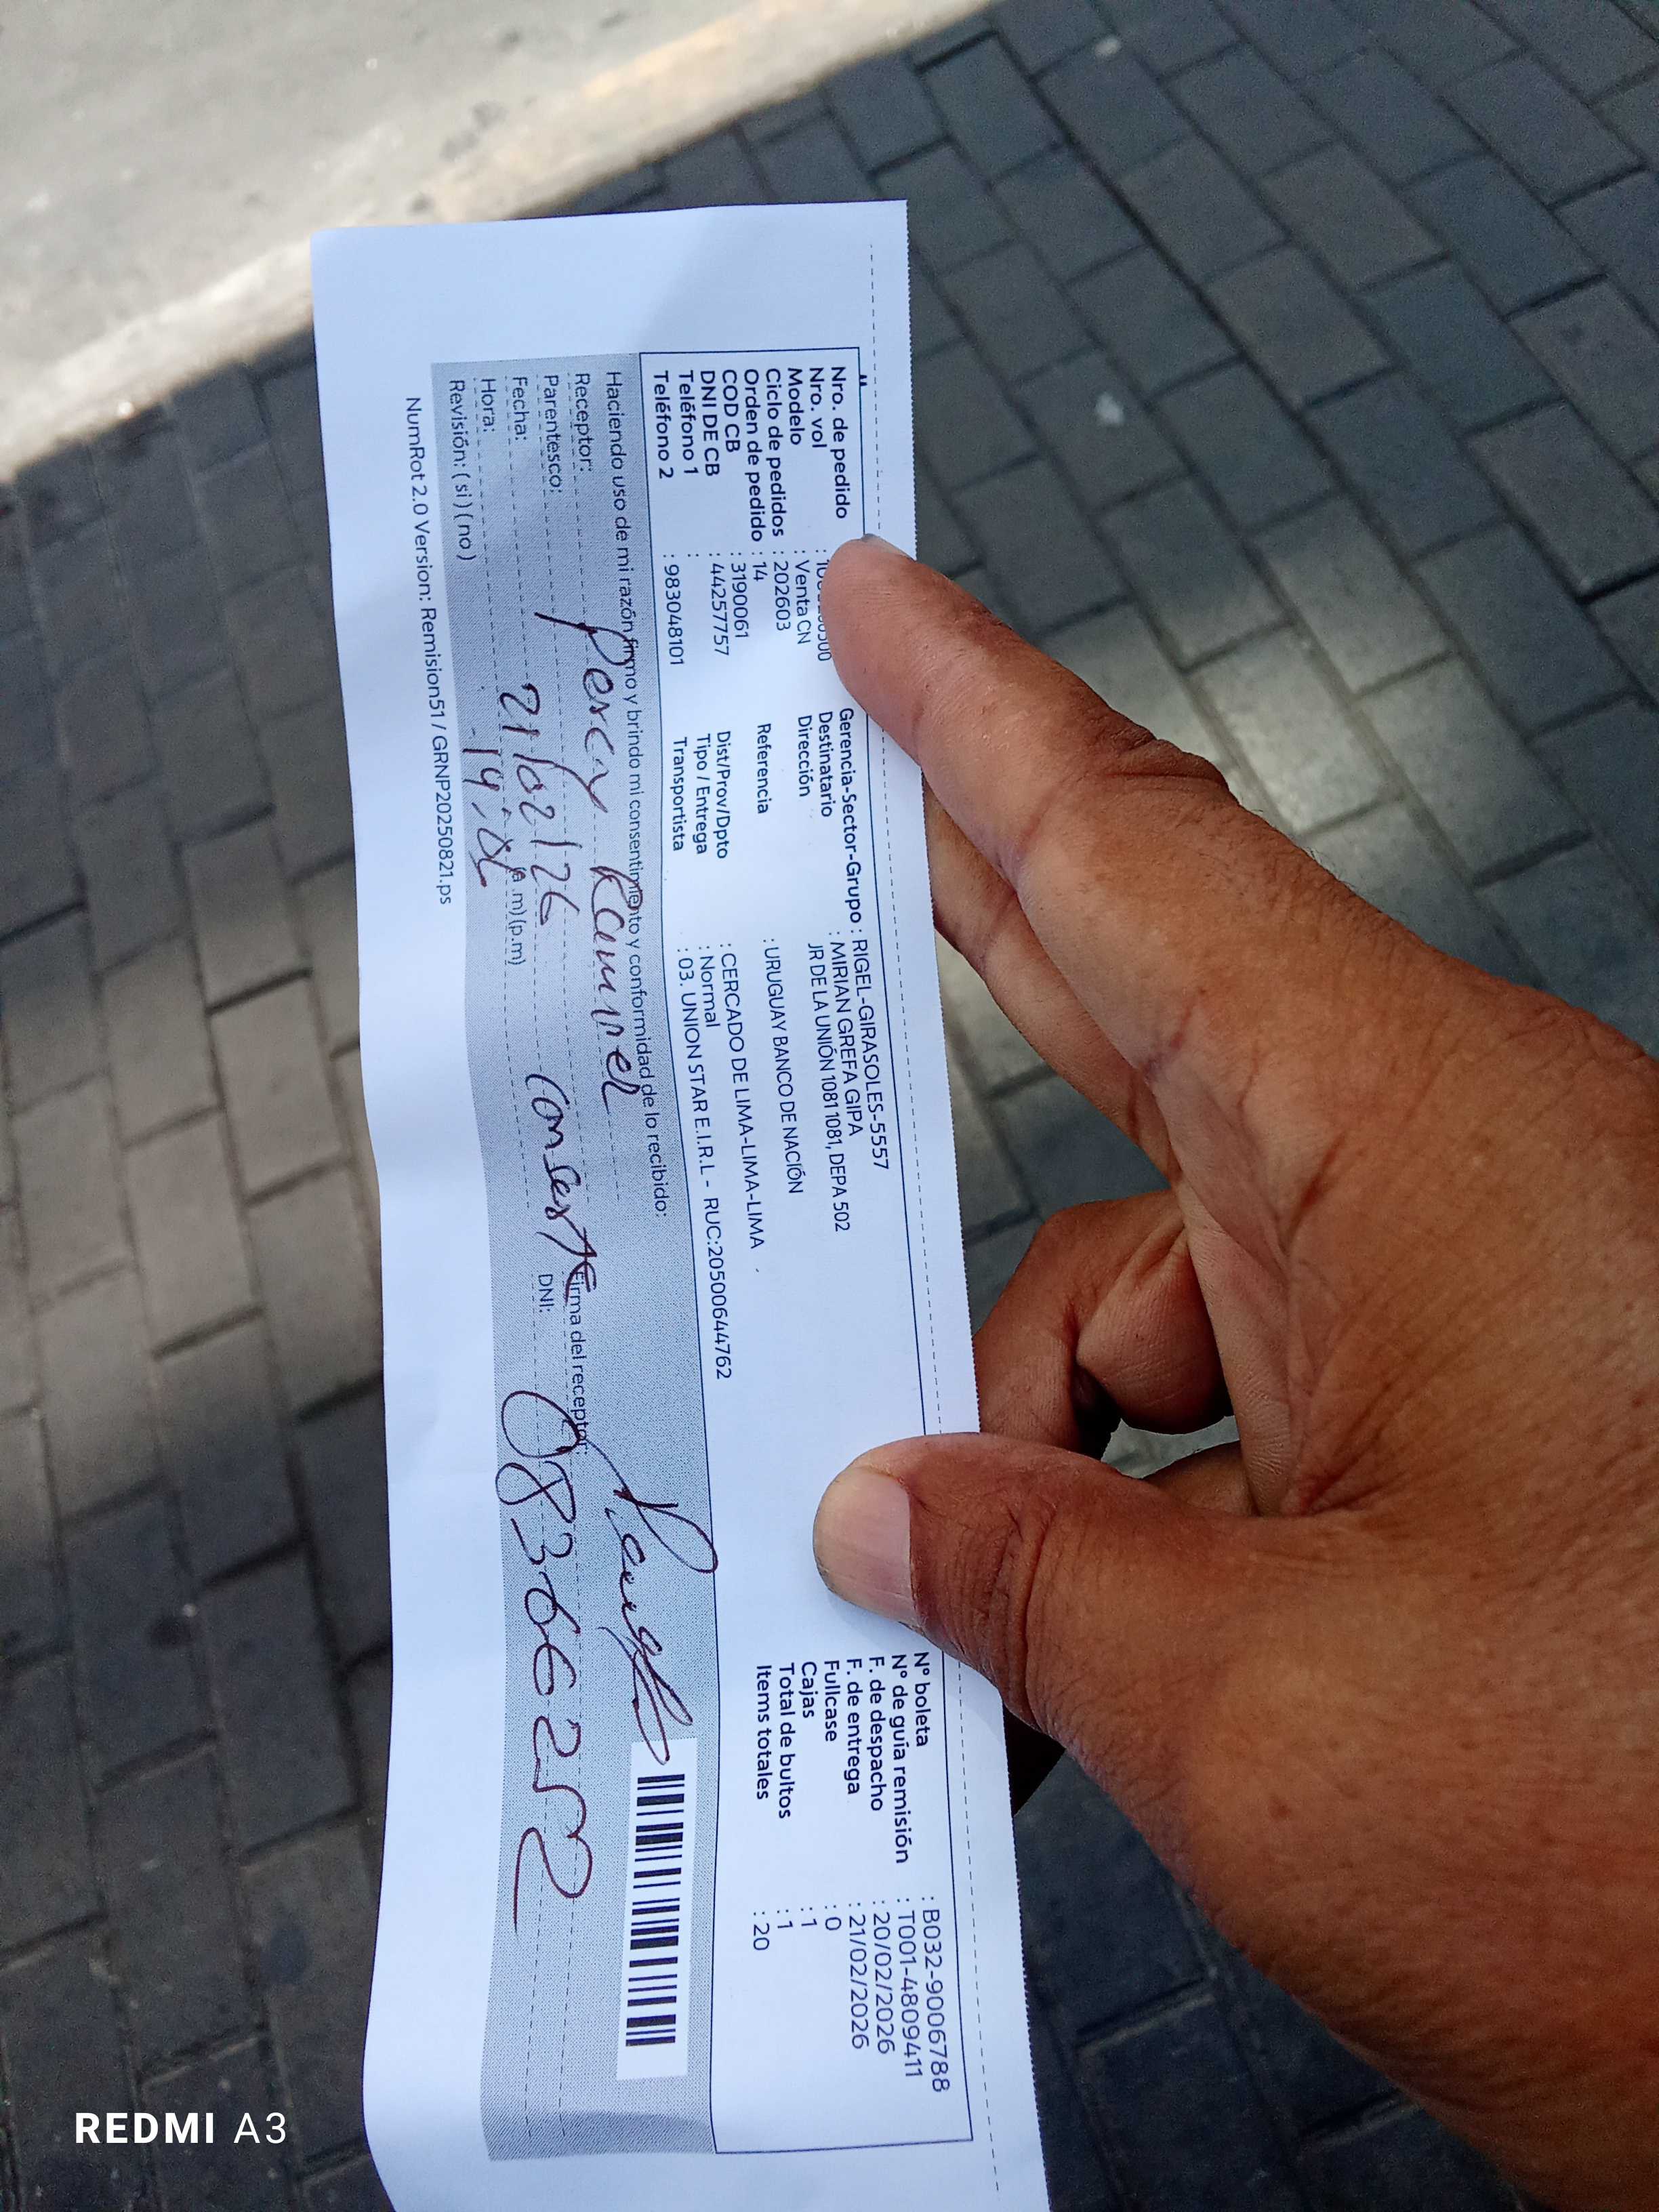 Nro. de pedido
Nro. vol
Modelo : Venta CN
Ciclo de pedidos : 202603
Orden de pedido : 14
COD CB : 3190061
DNI DE CB : 44257757
Teléfono 1 :
Teléfono 2 : 983048101
Gerencia-Sector-Grupo : RIGEL-GIRASOLES-5557
Destinatario : MIRIAN GREFA GIPA
Dirección JR DE LA UNIÓN 1081 1081, DEPA 502
Referencia : URUGUAY BANCO DE NACIÓN
Dist/Prov/Dpto : CERCADO DE LIMA-LIMA-LIMA
Tipo / Entrega : Normal
Transportista : 03. UNION STAR E.I.R.L - RUC:20500644762
Nº boleta : B032-9006788
Nº de guía remisión : T001-4809411
F. de despacho : 20/02/2026
F. de entrega : 21/02/2026
Fullcase : 0
Cajas : 1
Total de bultos : 1
Items totales : 20
Haciendo uso de mi razón firmo y brindo mi consentimiento y conformidad de lo recibido:
Receptor: Percy
Parentesco: Conserje
Fecha: 21/02/26
Hora: (a.m)(p.m)
Revisión: ( si ) ( no )
Firma del receptor:
DNI: 08366252
NumRot 2.0 Version: Remision51 / GRNP20250821.ps
REDMI A3